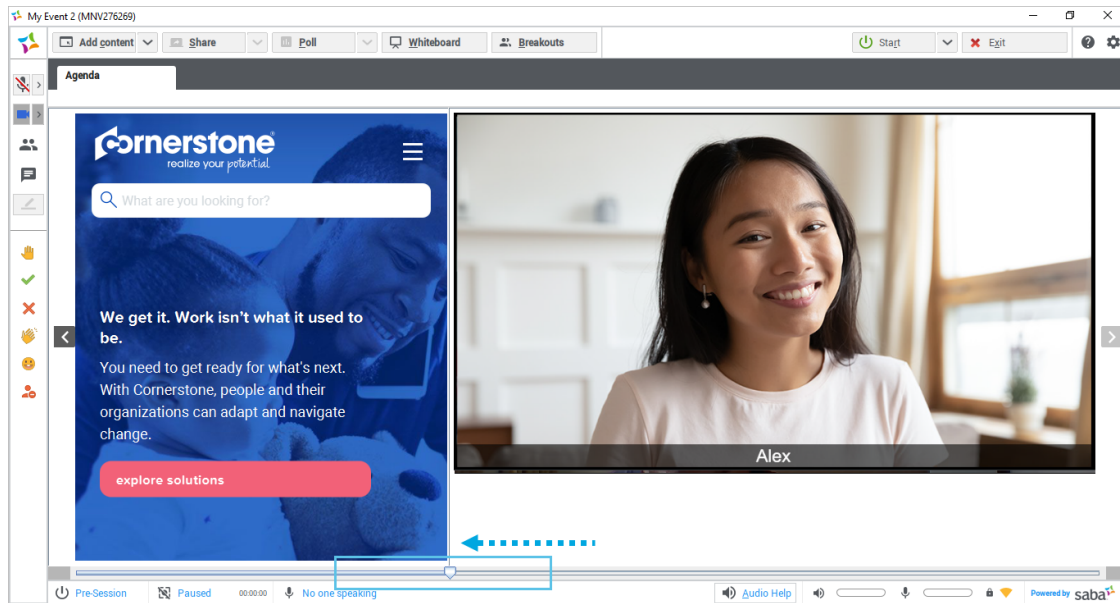 My Event 2 (MNV276269)
Add content
Share
Poll
Whiteboard
Breakouts
Start
Exit
Agenda
Cornerstone
realize your potential
What are you looking for?
We get it. Work isn't what it used to
be.
You need to get ready for what's next.
With Cornerstone, people and their
organizations can adapt and navigate
change.
explore solutions
Alex
Pre-Session
Paused
00:00:00
No one speaking
Audio Help
Powered by saba